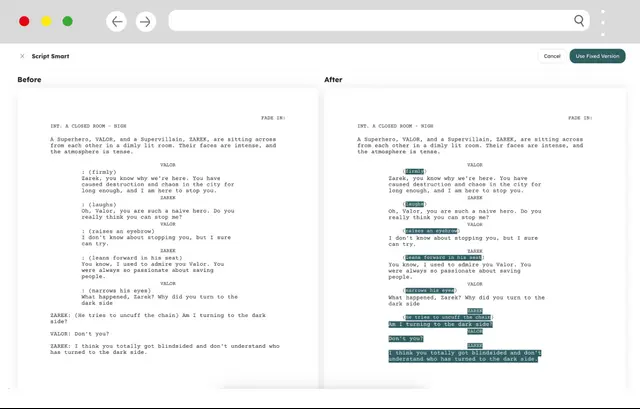 Script Smart
Cancel
Use Fixed Version
Before
FADE IN:
INT. A CLOSED ROOM - NIGH
A Superhero, VALOR, and a Supervillain, ZAREK, are sitting across
from each other in a dimly lit room. Their faces are intense, and
the atmosphere is tense.
VALOR
: (firmly)
Zarek, you know why we're here. You have
caused destruction and chaos in the city for
long enough, and I am here to stop you.
ZAREK
: (laughs)
Oh, Valor, you are such a naive hero. Do you
really think you can stop me?
VALOR
: (raises an eyebrow)
I don't know about stopping you, but I sure
can try.
ZAREK
: (leans forward in his seat)
You know, I used to admire you Valor. You
were always so passionate about saving
people.
VALOR
: (narrows his eyes)
What happened, Zarek? Why did you turn to the
dark side
ZAREK: (He tries to uncuff the chain) Am I turning to the dark
side?
VALOR: Don't you?
ZAREK: I think you totally got blindsided and don't understand who
has turned to the dark side.
After
FADE IN:
INT. A CLOSED ROOM - NIGH
A Superhero, VALOR, and a Supervillain, ZAREK, are sitting across
from each other in a dimly lit room. Their faces are intense, and
the atmosphere is tense.
VALOR
(firmly)
Zarek, you know why we're here. You have
caused destruction and chaos in the city for
long enough, and I am here to stop you.
ZAREK
(laughs)
Oh, Valor, you are such a naive hero. Do you
really think you can stop me?
VALOR
(raises an eyebrow)
I don't know about stopping you, but I sure
can try.
ZAREK
(leans forward in his seat)
You know, I used to admire you Valor. You
were always so passionate about saving
people.
VALOR
(narrows his eyes)
What happened, Zarek? Why did you turn to the
dark side
ZAREK
(He tries to uncuff the chain)
Am I turning to the dark side?
VALOR
Don't you?
ZAREK
I think you totally got blindsided and don't
understand who has turned to the dark side.